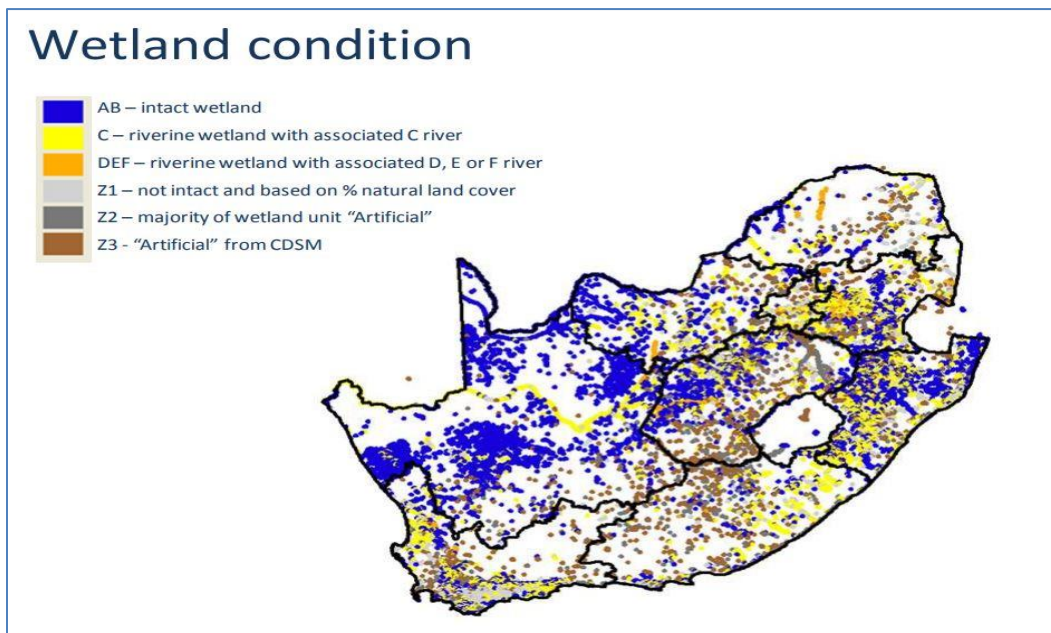 Wetland condition
AB – intact wetland
C – riverine wetland with associated C river
DEF – riverine wetland with associated D, E or F river
Z1 – not intact and based on % natural land cover
Z2 – majority of wetland unit “Artificial”
Z3 - “Artificial” from CDSM